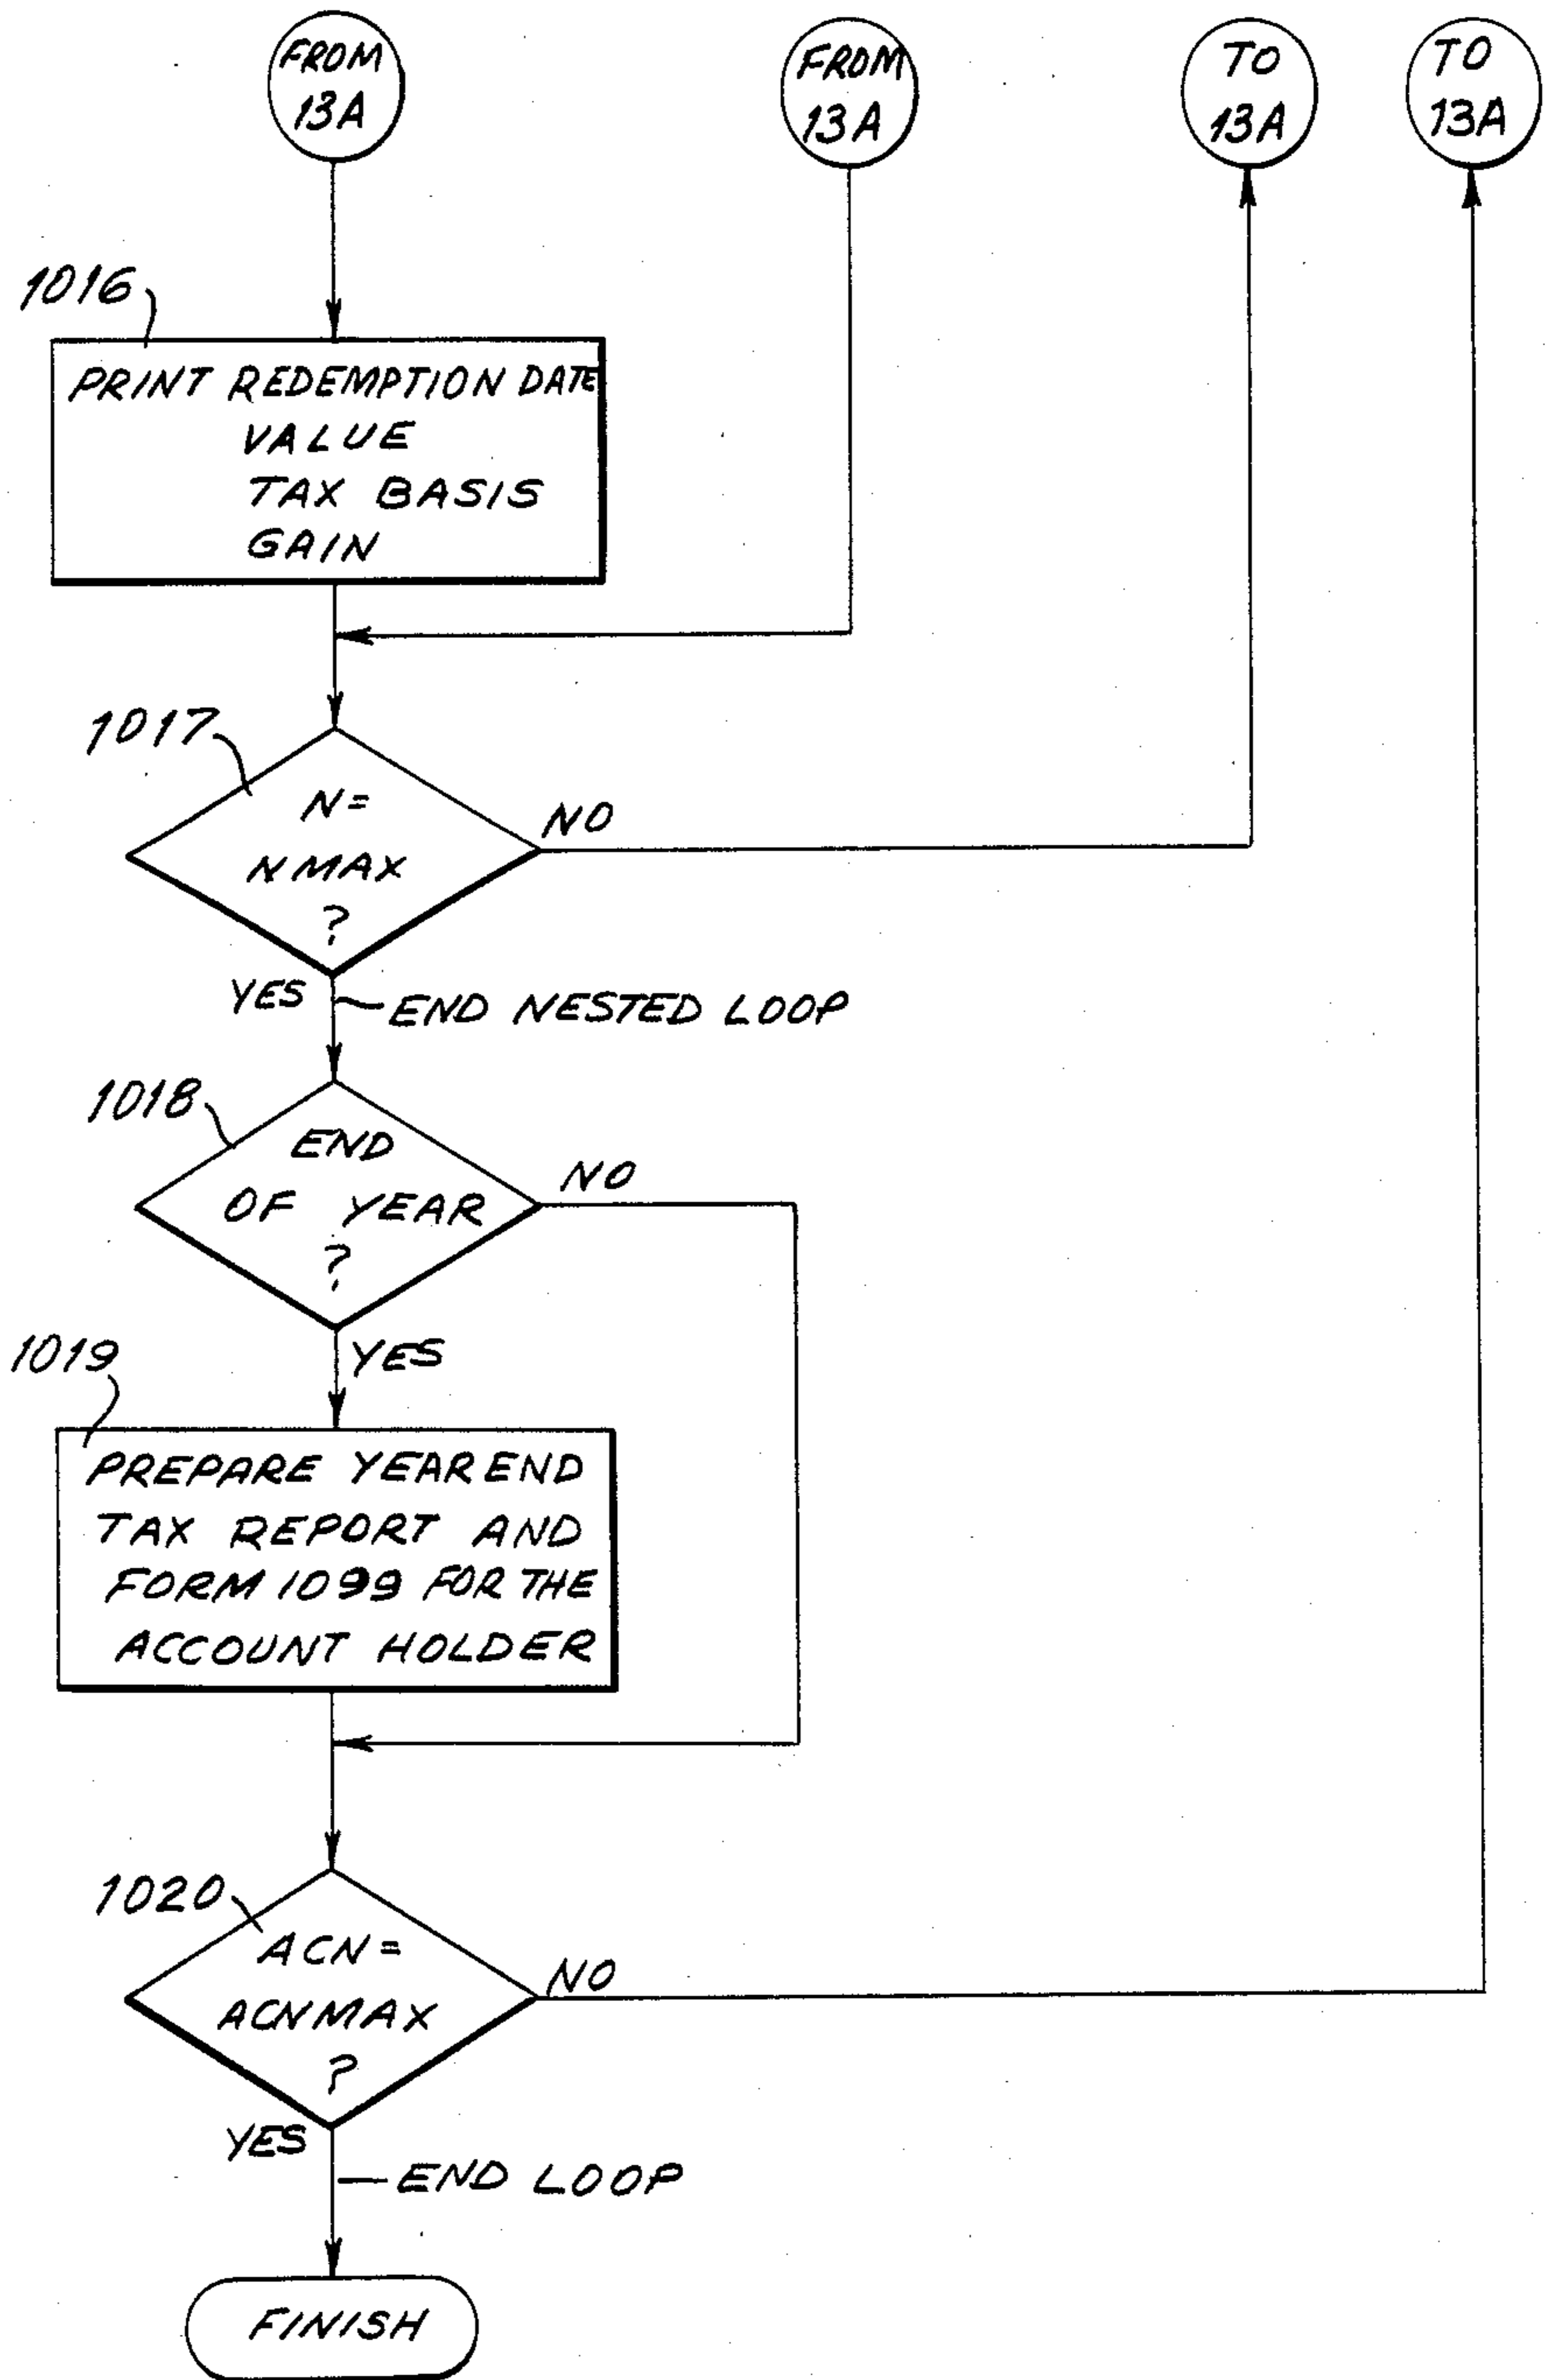 FROM
13A
FROM
13A
TO
13A
TO
13A
1016
PRINT REDEMPTION DATE
VALUE
TAX BASIS
GAIN
1017
N=
NMAX
?
NO
YES
END NESTED LOOP
1018
END
OF YEAR
?
NO
YES
1019
PREPARE YEAR END
TAX REPORT AND
FORM 1099 FOR THE
ACCOUNT HOLDER
1020
ACN=
ACNMAX
?
NO
YES
END LOOP
FINISH